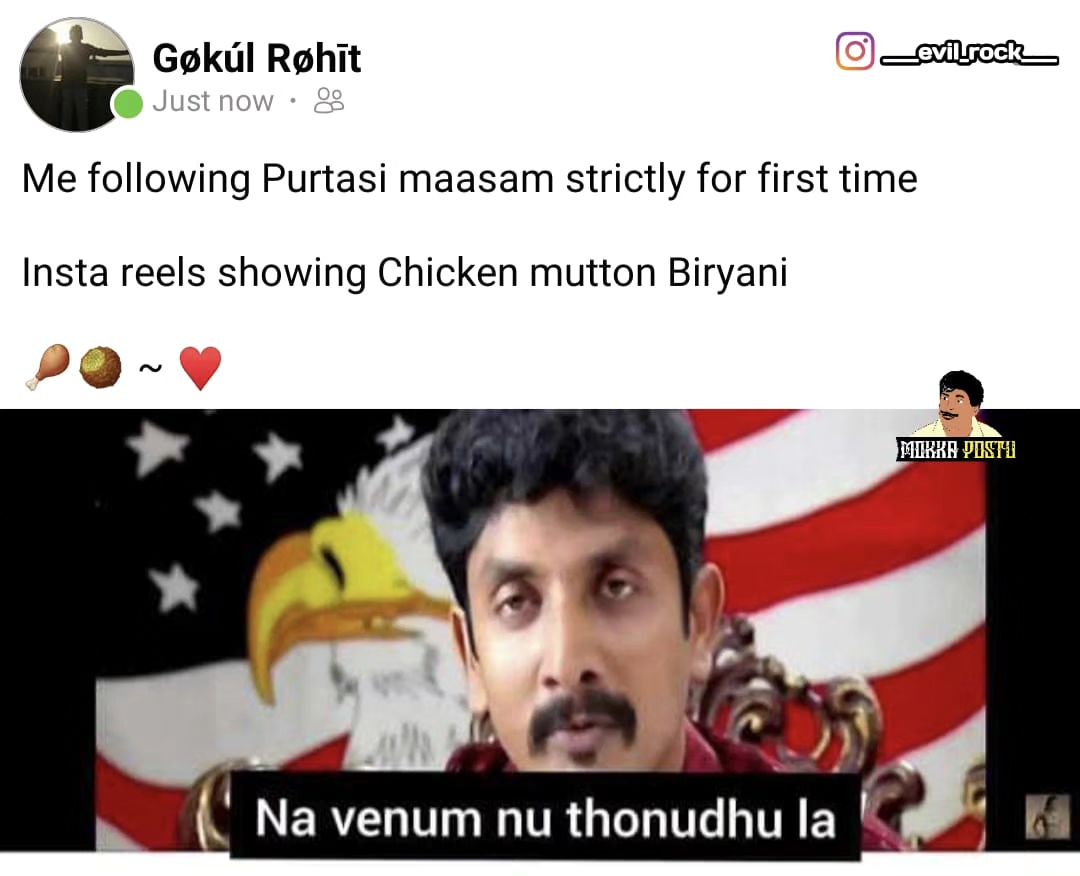 Gøkúl Røhīt
__evil_rock__
Just now ·
Me following Purtasi maasam strictly for first time
Insta reels showing Chicken mutton Biryani
🍗🧆 ~ ♥️
MOKKA POSTU
Na venum nu thonudhu la